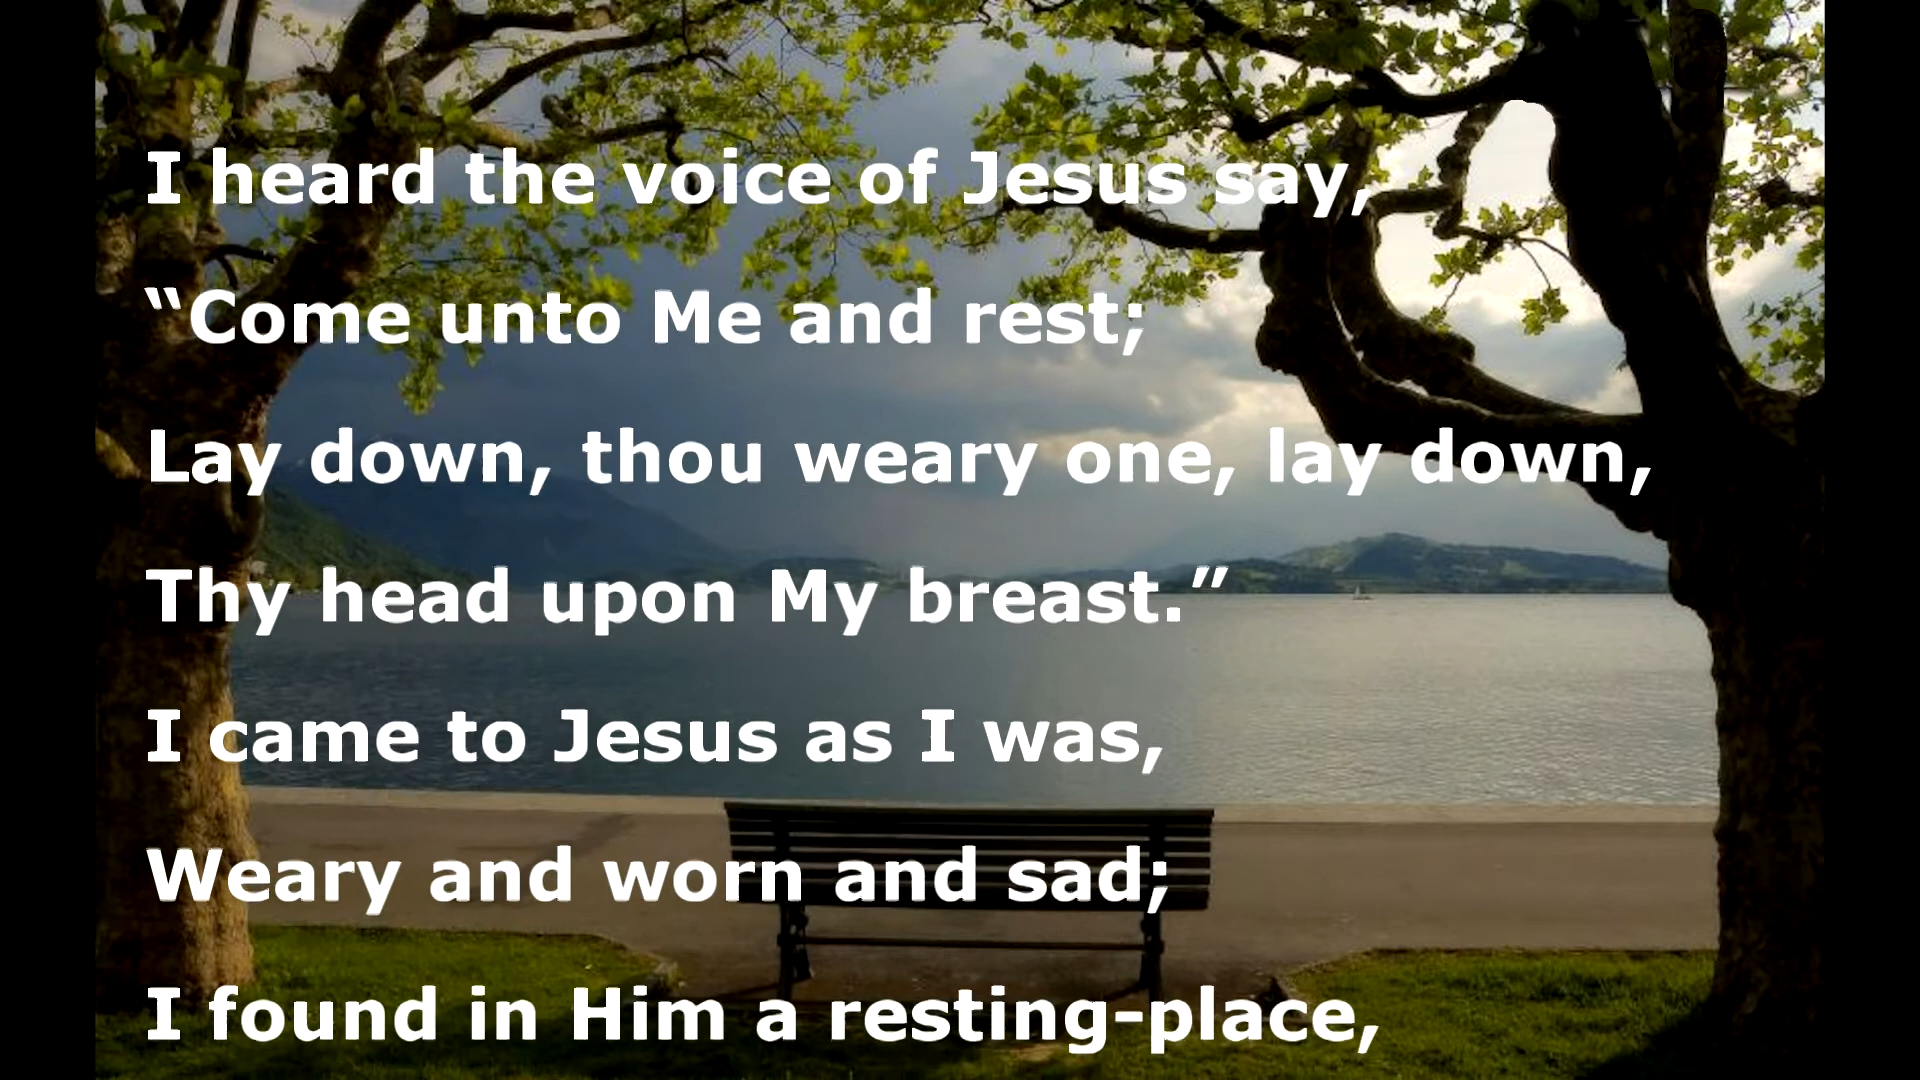 I heard the voice of Jesus say,
“Come unto Me and rest;
Lay down, thou weary one, lay down,
Thy head upon My breast.”
I came to Jesus as I was,
Weary and worn and sad;
I found in Him a resting-place,